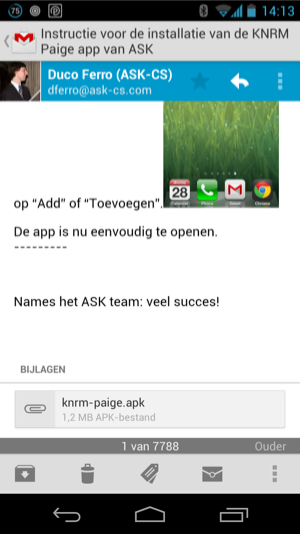 75
14:13
Instructie voor de installatie van de KNRM
Paige app van ASK
Duco Ferro (ASK-CS)
dferro@ask-cs.com
28
Phone
Gmail
Chrome
op “Add” of “Toevoegen”.
De app is nu eenvoudig te openen.
---------
Names het ASK team: veel succes!
BIJLAGEN
knrm-paige.apk
1,2 MB APK-bestand
1 van 7788
Ouder